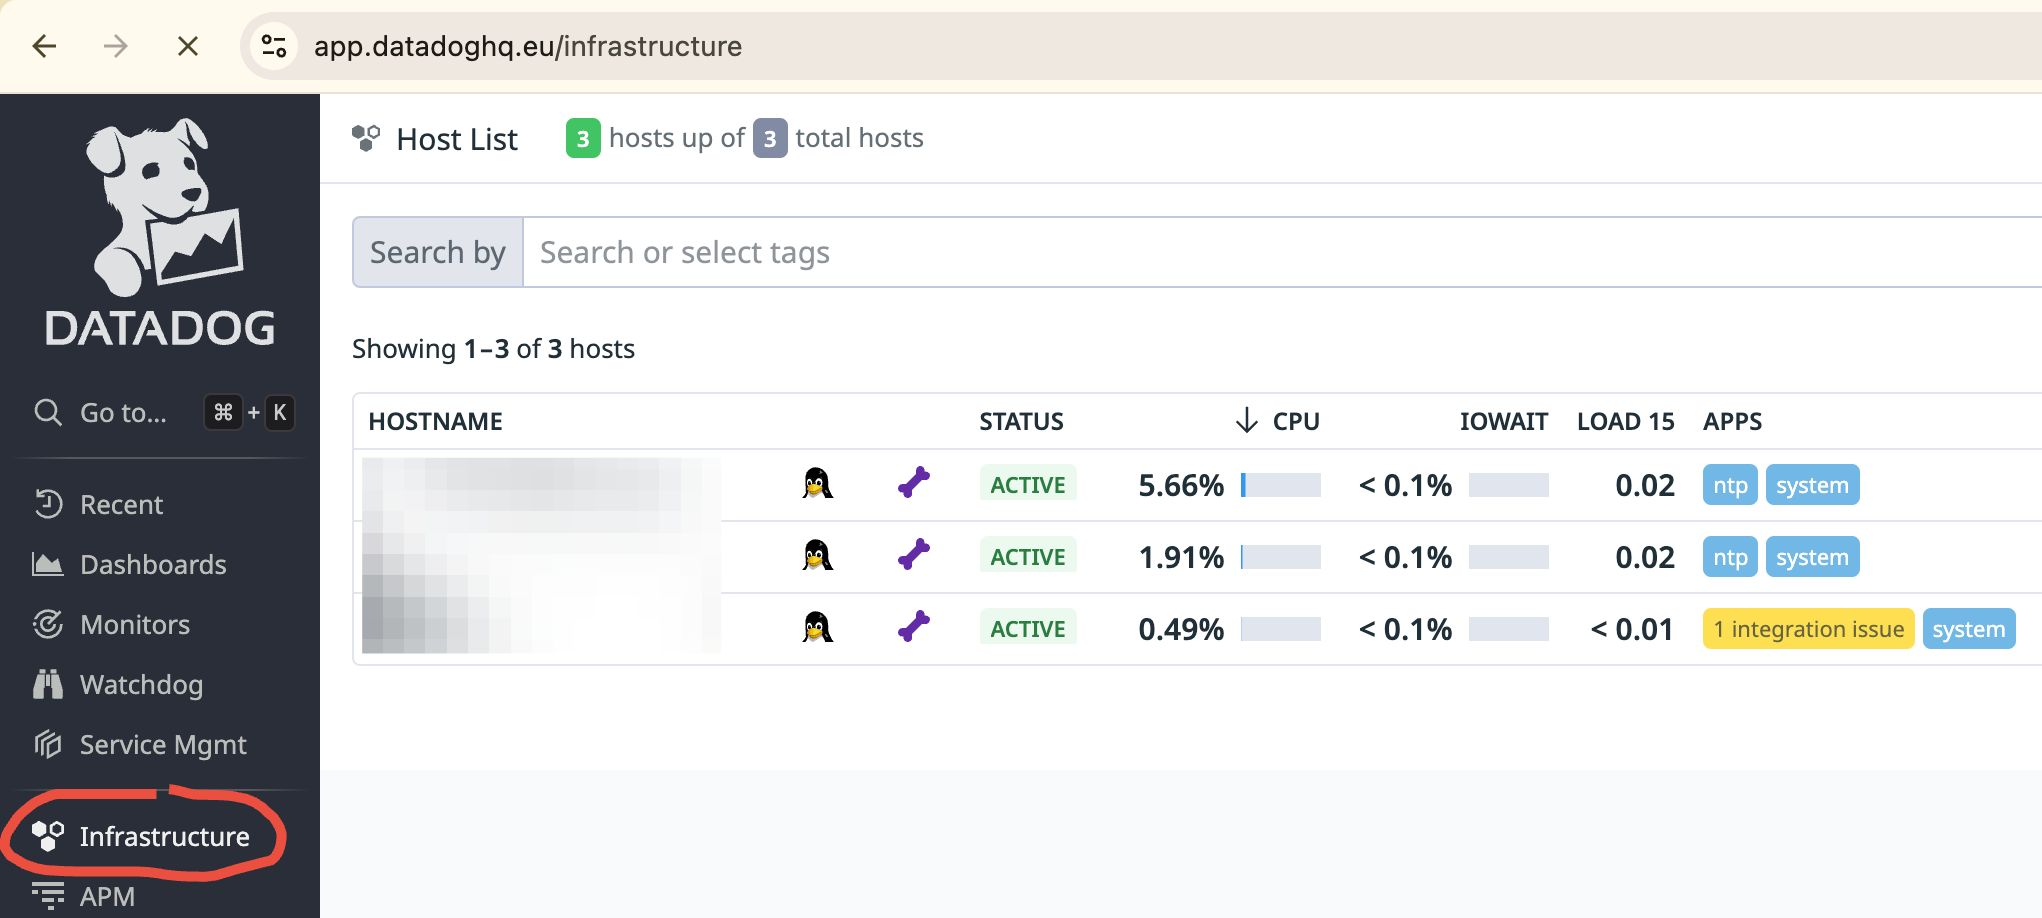 app.datadoghq.eu/infrastructure
DATADOG
Go to... ⌘ + K
Recent
Dashboards
Monitors
Watchdog
Service Mgmt
Infrastructure
APM
Host List 3 hosts up of 3 total hosts
Search by Search or select tags
Showing 1–3 of 3 hosts
HOSTNAME STATUS ↓ CPU IOWAIT LOAD 15 APPS
ACTIVE 5.66% < 0.1% 0.02 ntp system
ACTIVE 1.91% < 0.1% 0.02 ntp system
ACTIVE 0.49% < 0.1% < 0.01 1 integration issue system